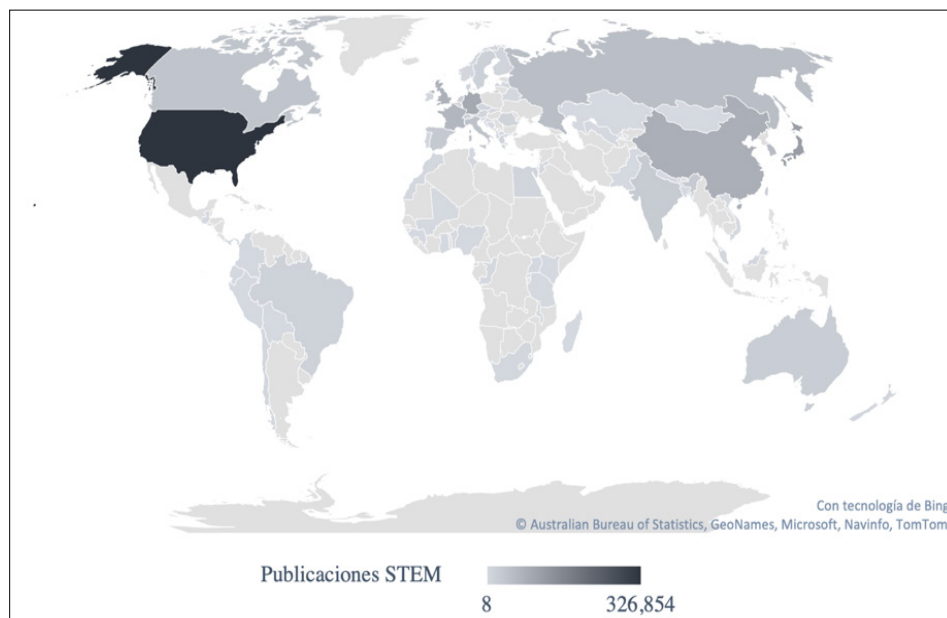 Con tecnología de Bing
© Australian Bureau of Statistics, GeoNames, Microsoft, Navinfo, TomTom
Publicaciones STEM
8 326,854